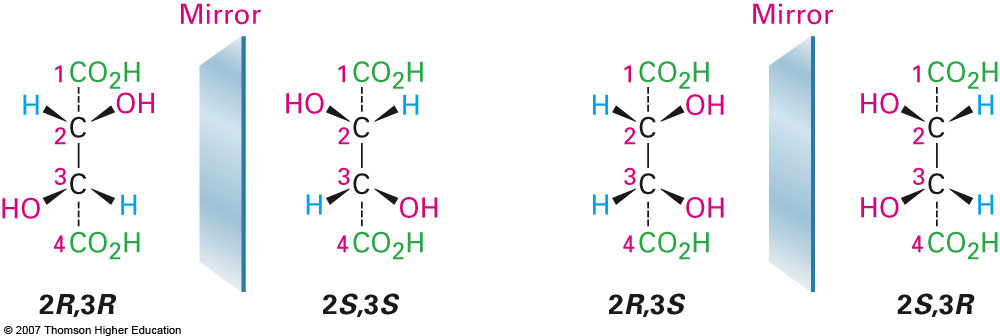 Mirror Mirror
1CO₂H 1CO₂H 1CO₂H
H OH HO H H OH HO H
2 C 2 C 2 C 2 C
3 C 3 C 3 C 3 C
HO H H OH H OH HO H
4CO₂H 4CO₂H 4CO₂H 4CO₂H
2R,3R 2S,3S 2R,3S 2S,3R
© 2007 Thomson Higher Education